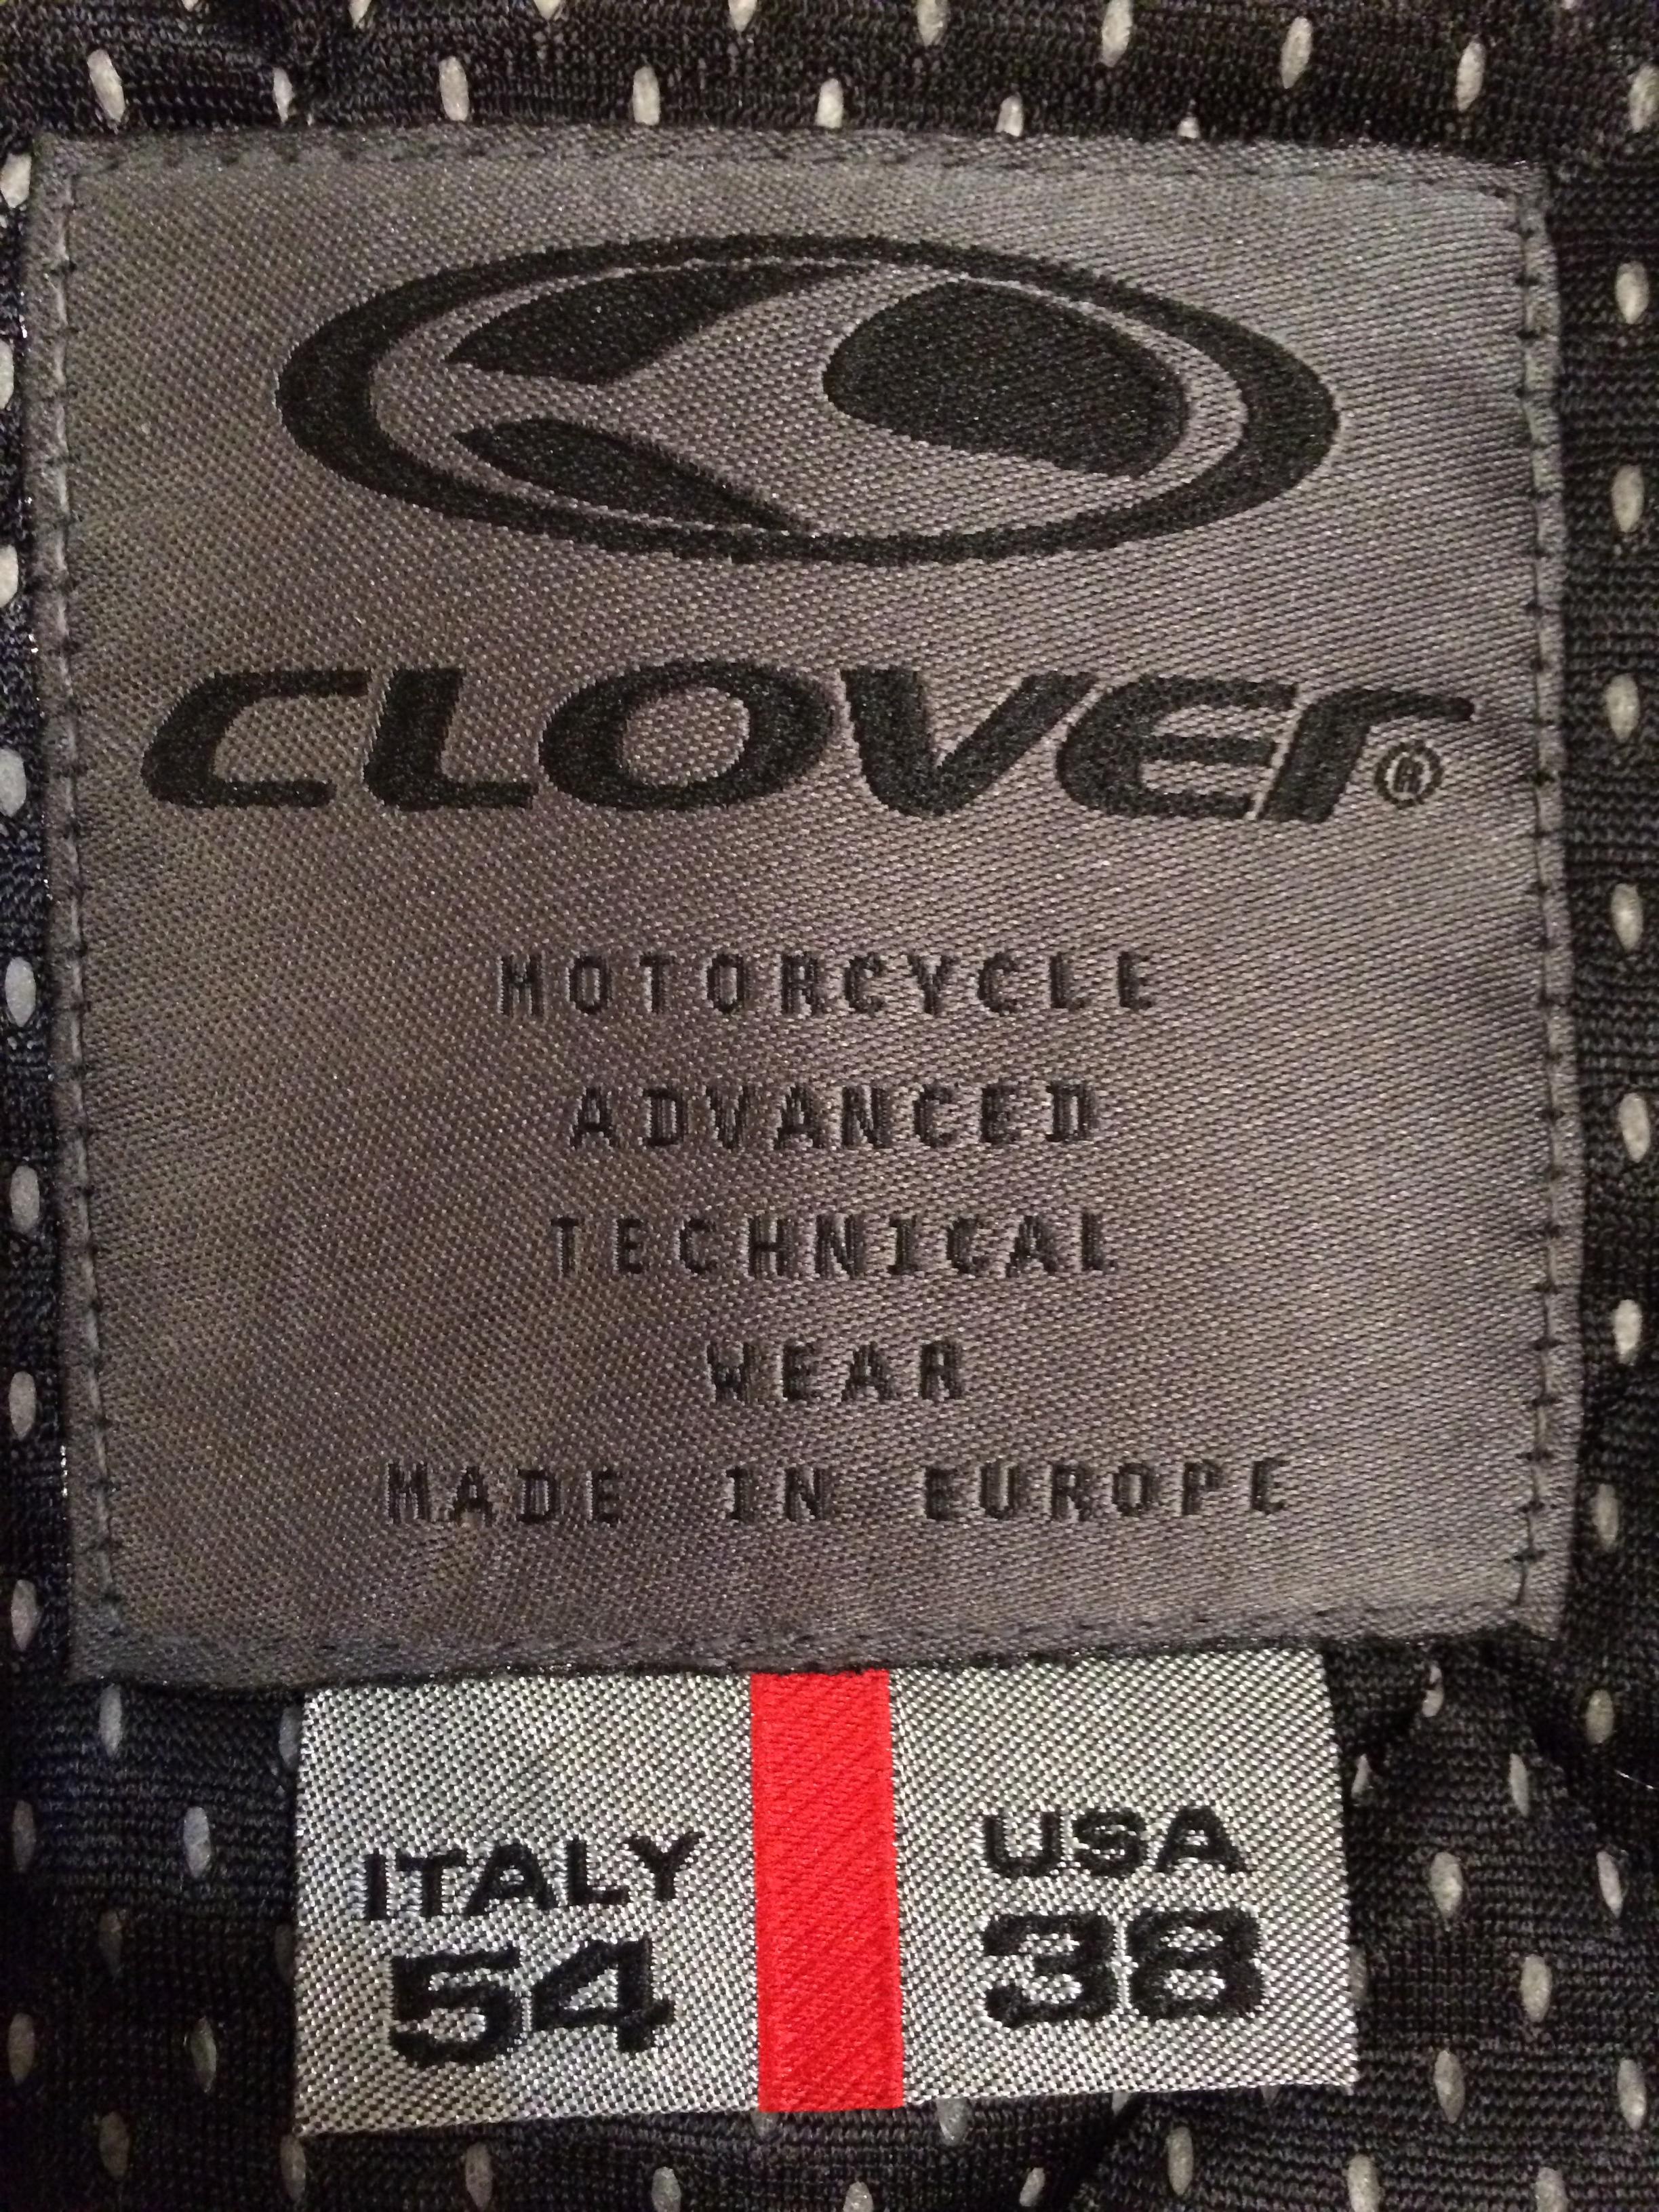 CLOVER®
MOTORCYCLE
ADVANCED
TECHNICAL
WEAR
MADE IN EUROPE
ITALY USA
54 38